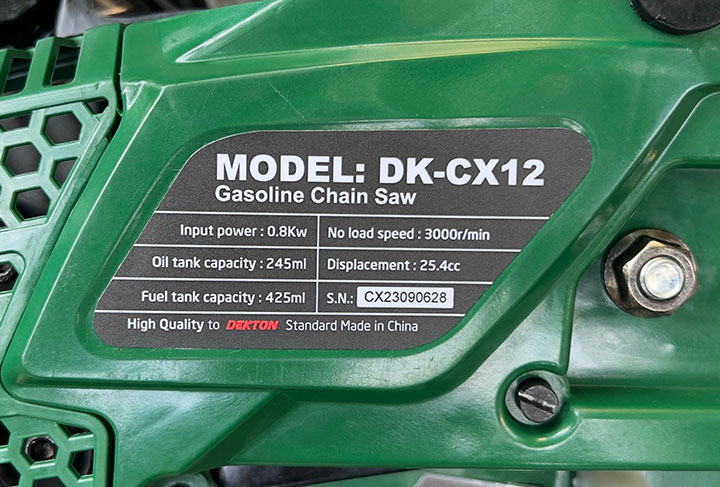 MODEL: DK-CX12
Gasoline Chain Saw
Input power : 0.8Kw No load speed : 3000r/min
Oil tank capacity : 245ml Displacement : 25.4cc
Fuel tank capacity : 425ml S.N.: CX23090628
High Quality to DEKTON Standard Made in China